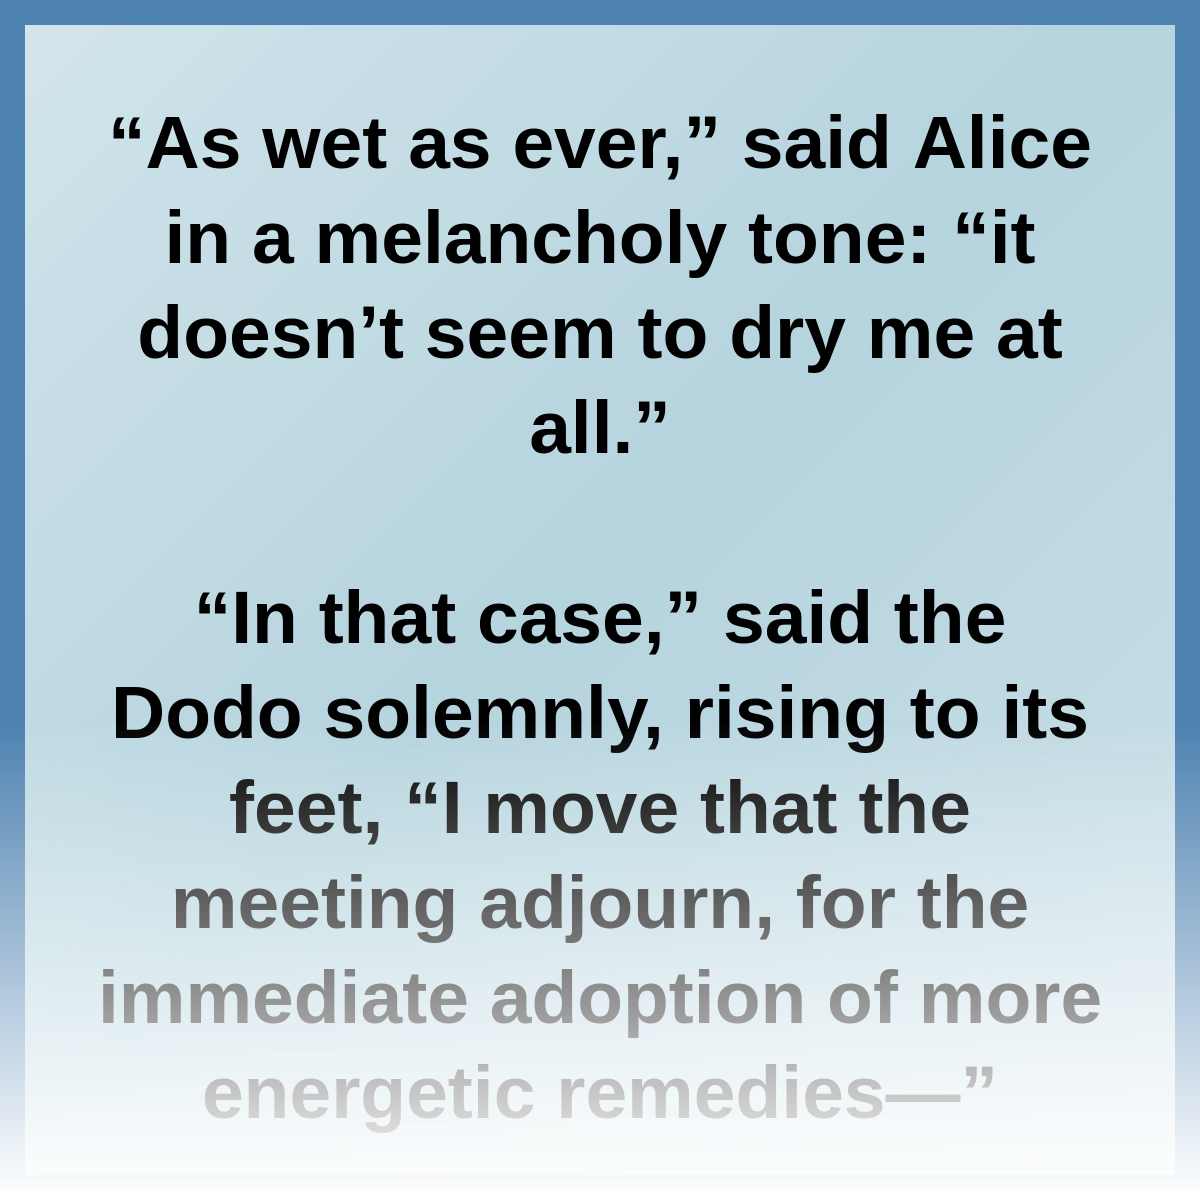 “As wet as ever,” said Alice
in a melancholy tone: “it
doesn’t seem to dry me at
all.”
“In that case,” said the
Dodo solemnly, rising to its
feet, “I move that the
meeting adjourn, for the
immediate adoption of more
energetic remedies—”